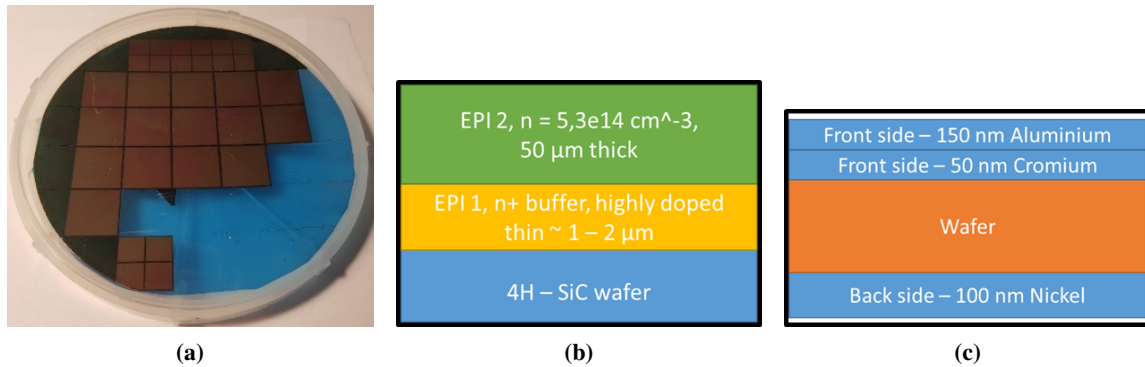 EPI 2, n = 5,3e14 cm^-3,
50 µm thick
EPI 1, n+ buffer, highly doped
thin ~ 1 – 2 µm
4H – SiC wafer
Front side – 150 nm Aluminium
Front side – 50 nm Cromium
Wafer
Back side – 100 nm Nickel
(a)
(b)
(c)